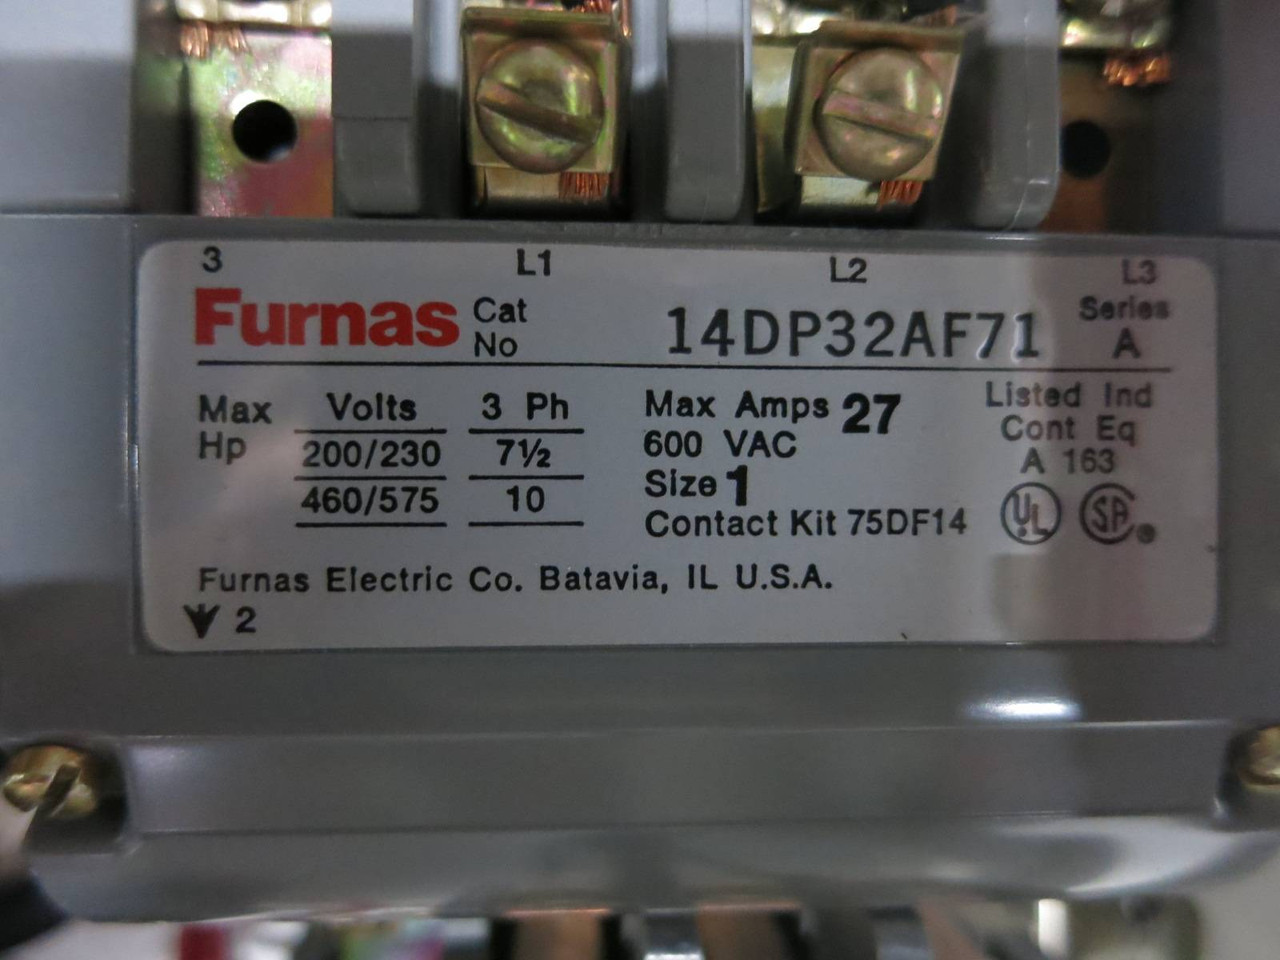 3 L1 L2 L3
Furnas Cat No 14DP32AF71 Series A
Max Hp
Volts 3 Ph
200/230 7½
460/575 10
Max Amps 27
600 VAC
Size 1
Contact Kit 75DF14
Listed Ind
Cont Eq
A 163
UL SA ®
Furnas Electric Co. Batavia, IL U.S.A.
2